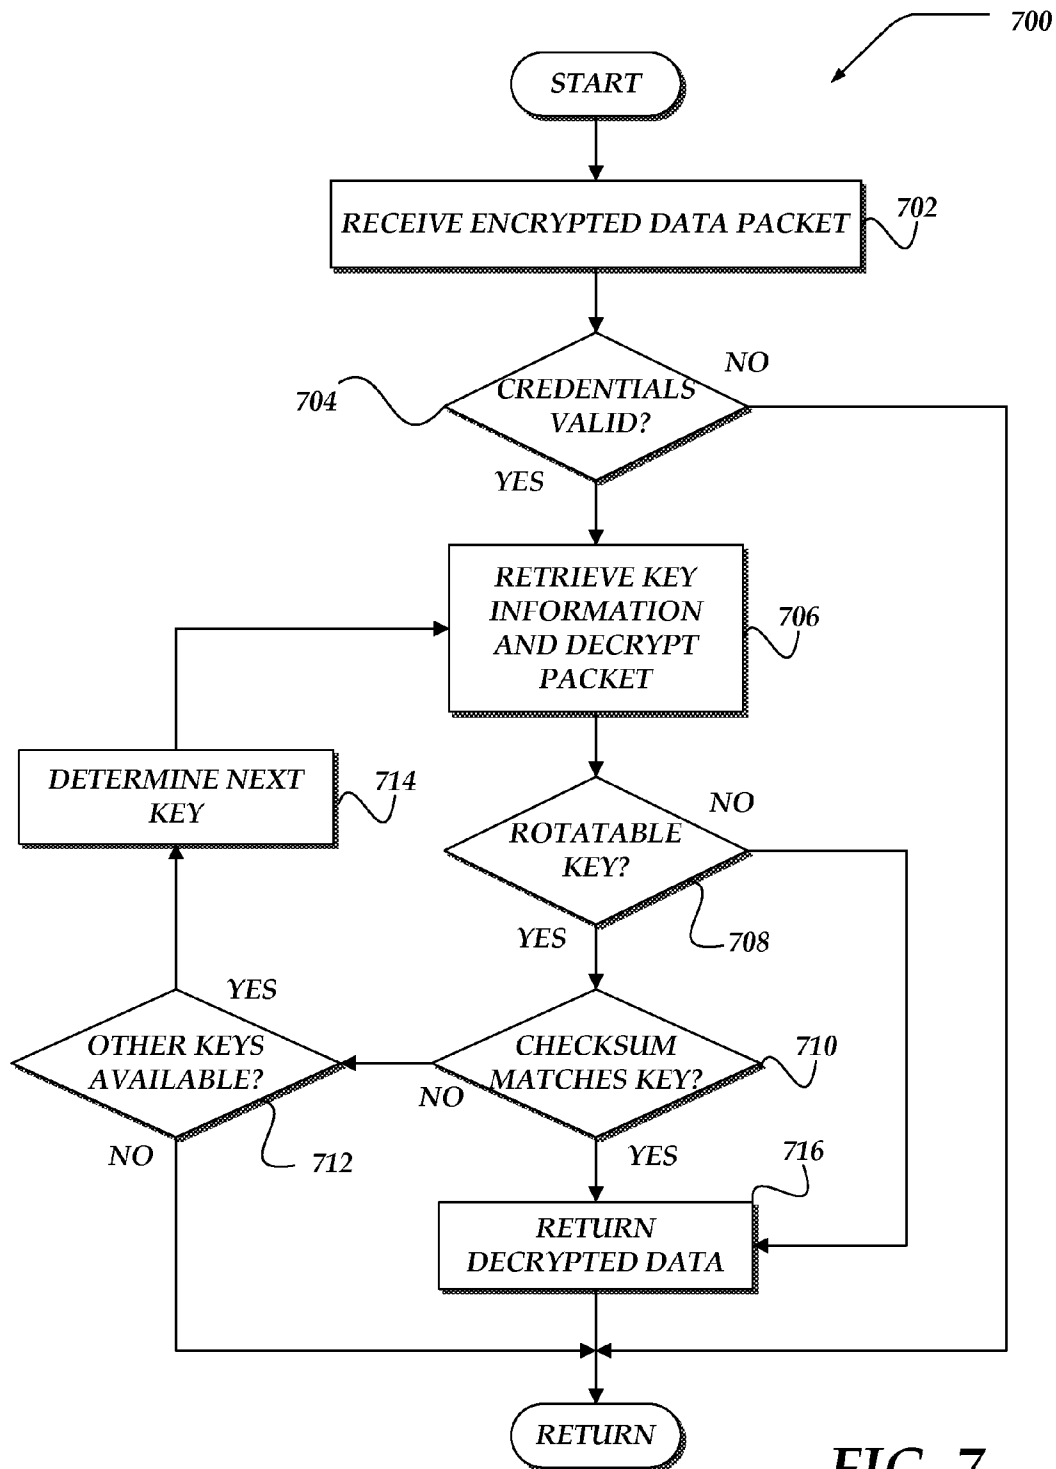 700
START
RECEIVE ENCRYPTED DATA PACKET
702
CREDENTIALS
VALID?
NO
704
YES
RETRIEVE KEY
INFORMATION
AND DECRYPT
PACKET
706
DETERMINE NEXT
KEY
714
ROTATABLE
KEY?
NO
708
YES
OTHER KEYS
AVAILABLE?
YES
NO
712
CHECKSUM
MATCHES KEY?
710
NO
YES
716
RETURN
DECRYPTED DATA
RETURN
FIG. 7